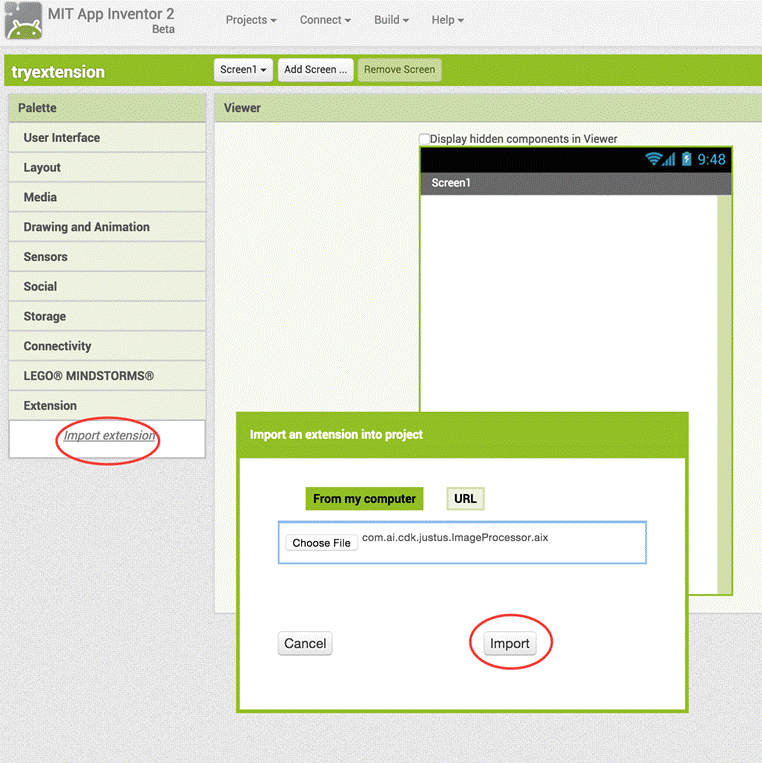 MIT App Inventor 2
Beta
Projects Connect Build Help
tryextension Screen1 Add Screen ... Remove Screen
Palette
User Interface
Layout
Media
Drawing and Animation
Sensors
Social
Storage
Connectivity
LEGO® MINDSTORMS®
Extension
Import extension
Viewer
Display hidden components in Viewer
9:48
Screen1
Import an extension into project
From my computer URL
Choose File com.ai.cdk.justus.ImageProcessor.aix
Cancel Import